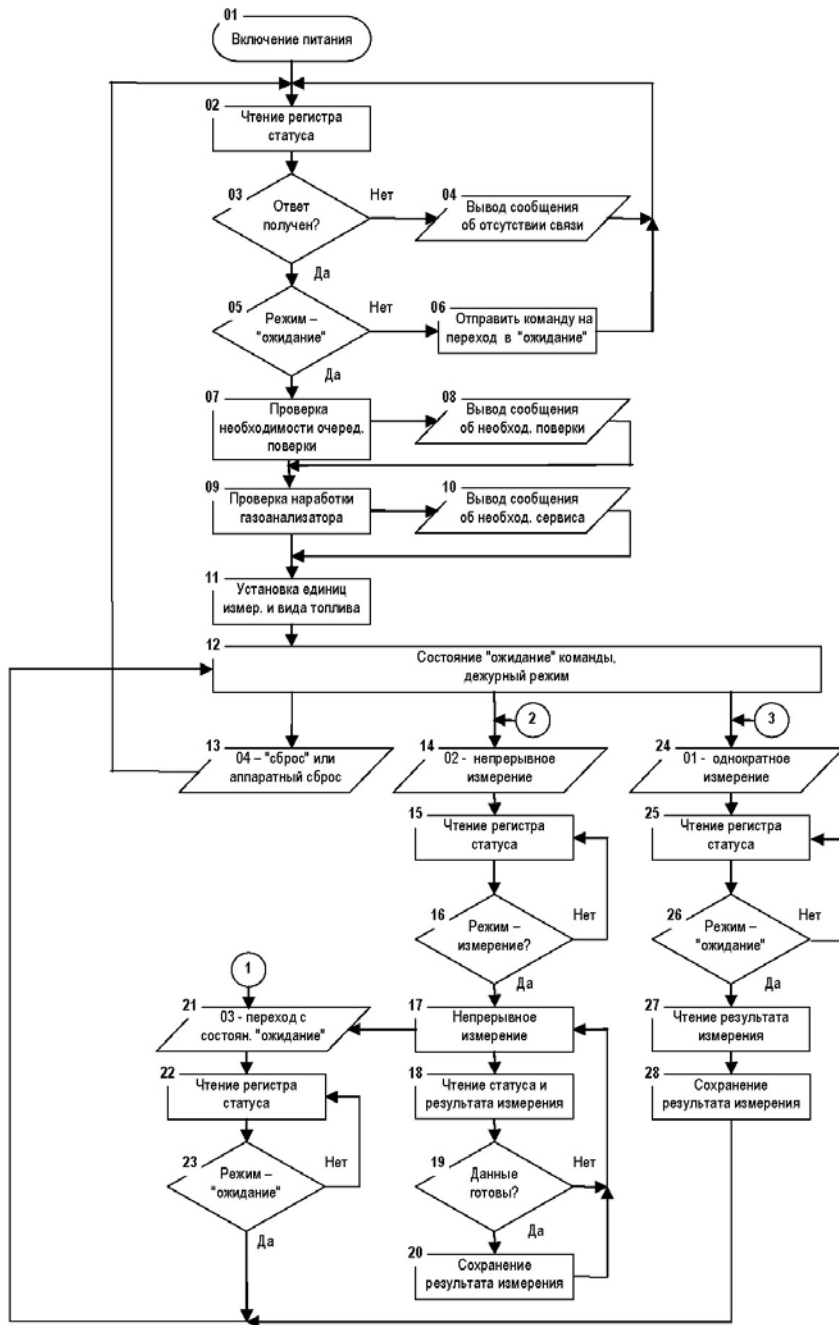 01
Включение питания
02
Чтение регистра
статуса
03
Ответ
получен?
Нет
04
Вывод сообщения
об отсутствии связи
Да
05
Режим –
"ожидание"
Нет
06
Отправить команду на
переход в "ожидание"
Да
07
Проверка
необходимости очеред.
поверки
08
Вывод сообщения
об необход. поверки
09
Проверка наработки
газоанализатора
10
Вывод сообщения
об необход. сервиса
11
Установка единиц
измер. и вида топлива
12
Состояние "ожидание" команды,
дежурный режим
2
3
13
04 – "сброс" или
аппаратный сброс
14
02 - непрерывное
измерение
24
01 - однократное
измерение
15
Чтение регистра
статуса
25
Чтение регистра
статуса
16
Режим –
измерение?
Нет
26
Режим –
"ожидание"
Нет
Да
Да
1
21
03 - переход с
состоян. "ожидание"
17
Непрерывное
измерение
27
Чтение результата
измерения
22
Чтение регистра
статуса
18
Чтение статуса и
результата измерения
28
Сохранение
результата измерения
23
Режим –
"ожидание"
Нет
19
Данные
готовы?
Нет
Да
Да
20
Сохранение
результата измерения